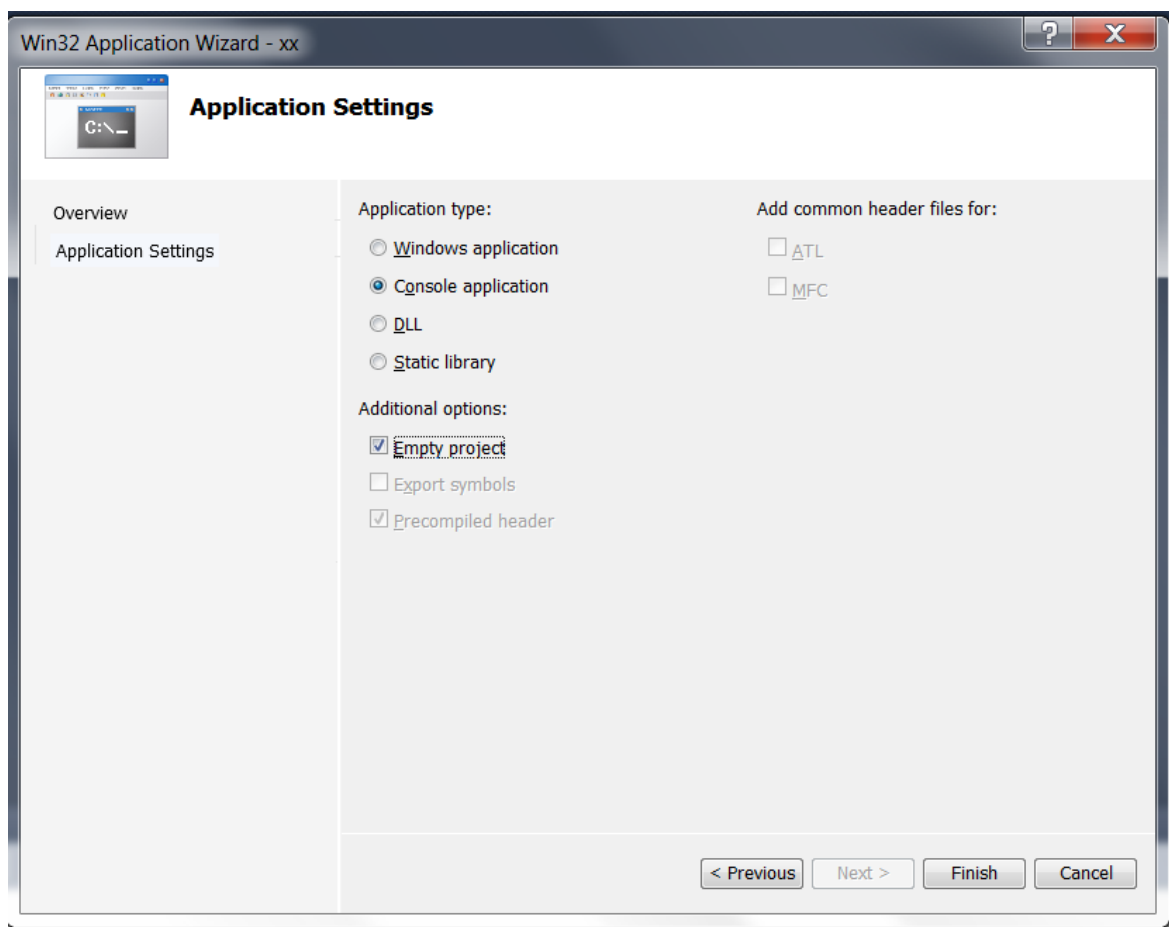 Win32 Application Wizard - xx
Application Settings
C:\_
Overview
Application Settings
Application type:
Windows application
Console application
DLL
Static library
Additional options:
Empty project
Export symbols
Precompiled header
Add common header files for:
ATL
MFC
< Previous
Next >
Finish
Cancel